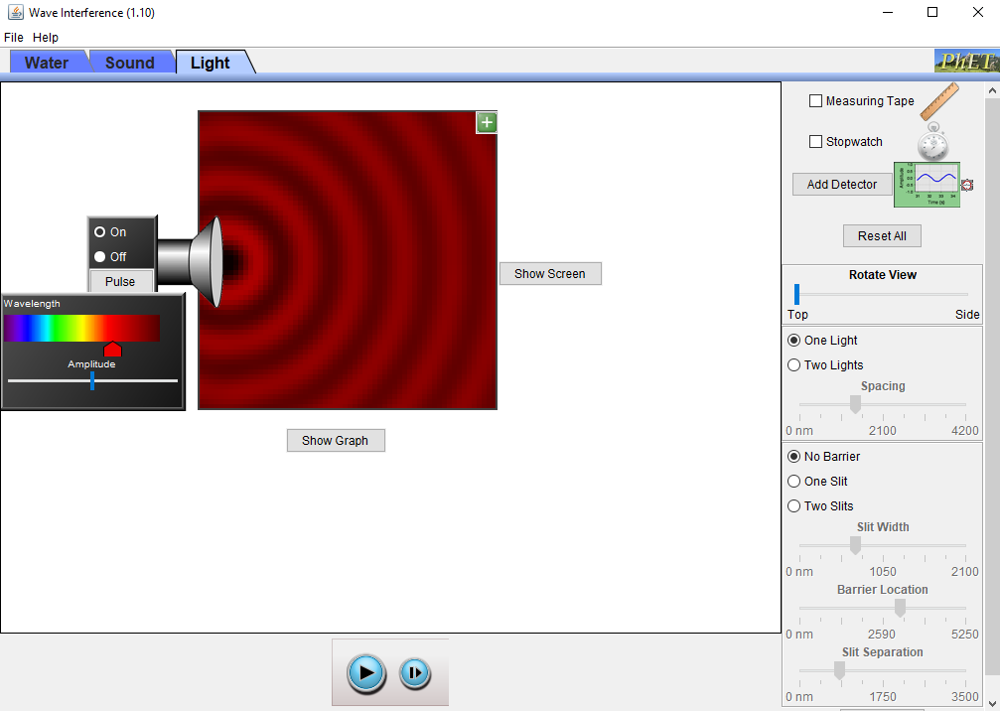 Wave Interference (1.10)
File Help
Water Sound Light
PhET
Measuring Tape
Stopwatch
Add Detector
Reset All
On
Off
Pulse
Wavelength
Amplitude
Show Screen
Show Graph
Rotate View
Top Side
One Light
Two Lights
Spacing
0 nm 2100 4200
No Barrier
One Slit
Two Slits
Slit Width
0 nm 1050 2100
Barrier Location
0 nm 2590 5250
Slit Separation
0 nm 1750 3500